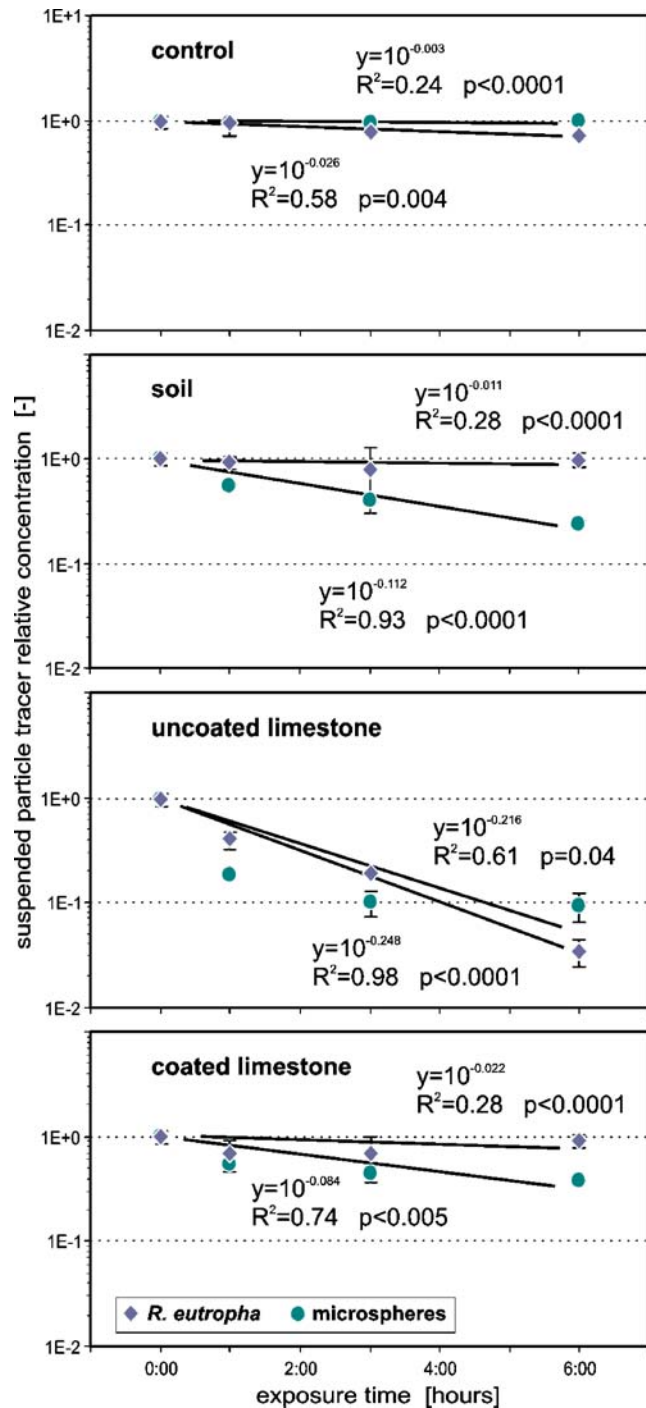 suspended particle tracer relative concentration [-]
1E+1
control
y=10^-0.003
R²=0.24 p<0.0001
1E+0
y=10^-0.026
R²=0.58 p=0.004
1E-1
1E-2
soil
y=10^-0.011
R²=0.28 p<0.0001
1E+0
1E-1
y=10^-0.112
R²=0.93 p<0.0001
1E-2
uncoated limestone
1E+0
y=10^-0.216
R²=0.61 p=0.04
1E-1
y=10^-0.248
R²=0.98 p<0.0001
1E-2
coated limestone
y=10^-0.022
R²=0.28 p<0.0001
1E+0
y=10^-0.084
R²=0.74 p<0.005
1E-1
R. eutropha microspheres
1E-2
0:00 2:00 4:00 6:00
exposure time [hours]